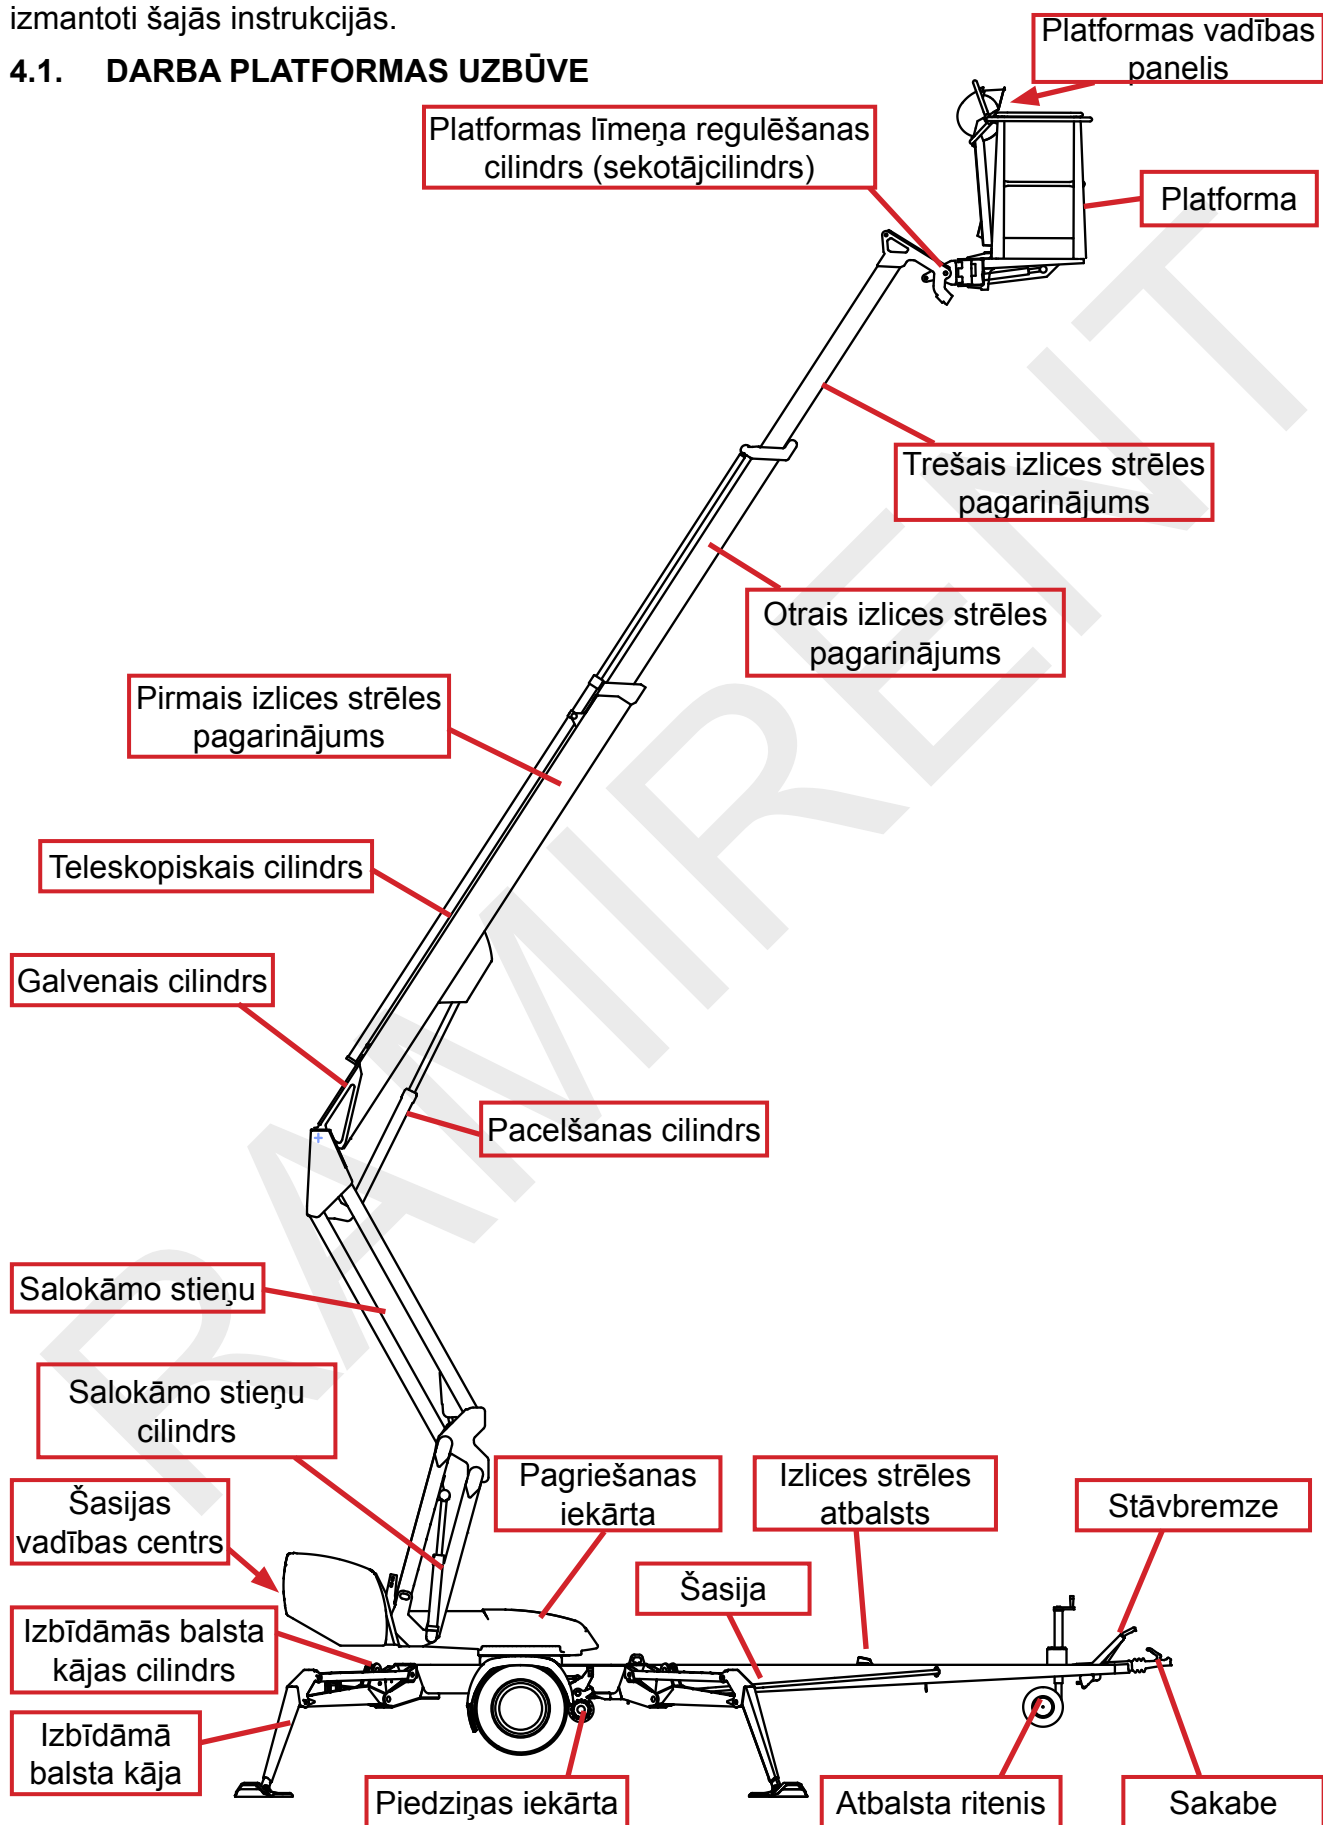 izmantoti šajās instrukcijās.
4.1. DARBA PLATFORMAS UZBŪVE
Platformas vadības
panelis
Platformas līmeņa regulēšanas
cilindrs (sekotājcilindrs)
Platforma
Trešais izlices strēles
pagarinājums
Otrais izlices strēles
pagarinājums
Pirmais izlices strēles
pagarinājums
Teleskopiskais cilindrs
Galvenais cilindrs
Pacelšanas cilindrs
Salokāmo stieņu
Salokāmo stieņu
cilindrs
Pagriešanas
iekārta
Izlices strēles
atbalsts
Stāvbremze
Šasijas
vadības centrs
Šasija
Izbīdāmās balsta
kājas cilindrs
Izbīdāmā
balsta kāja
Piedziņas iekārta
Atbalsta ritenis
Sakabe
RAMIRENT